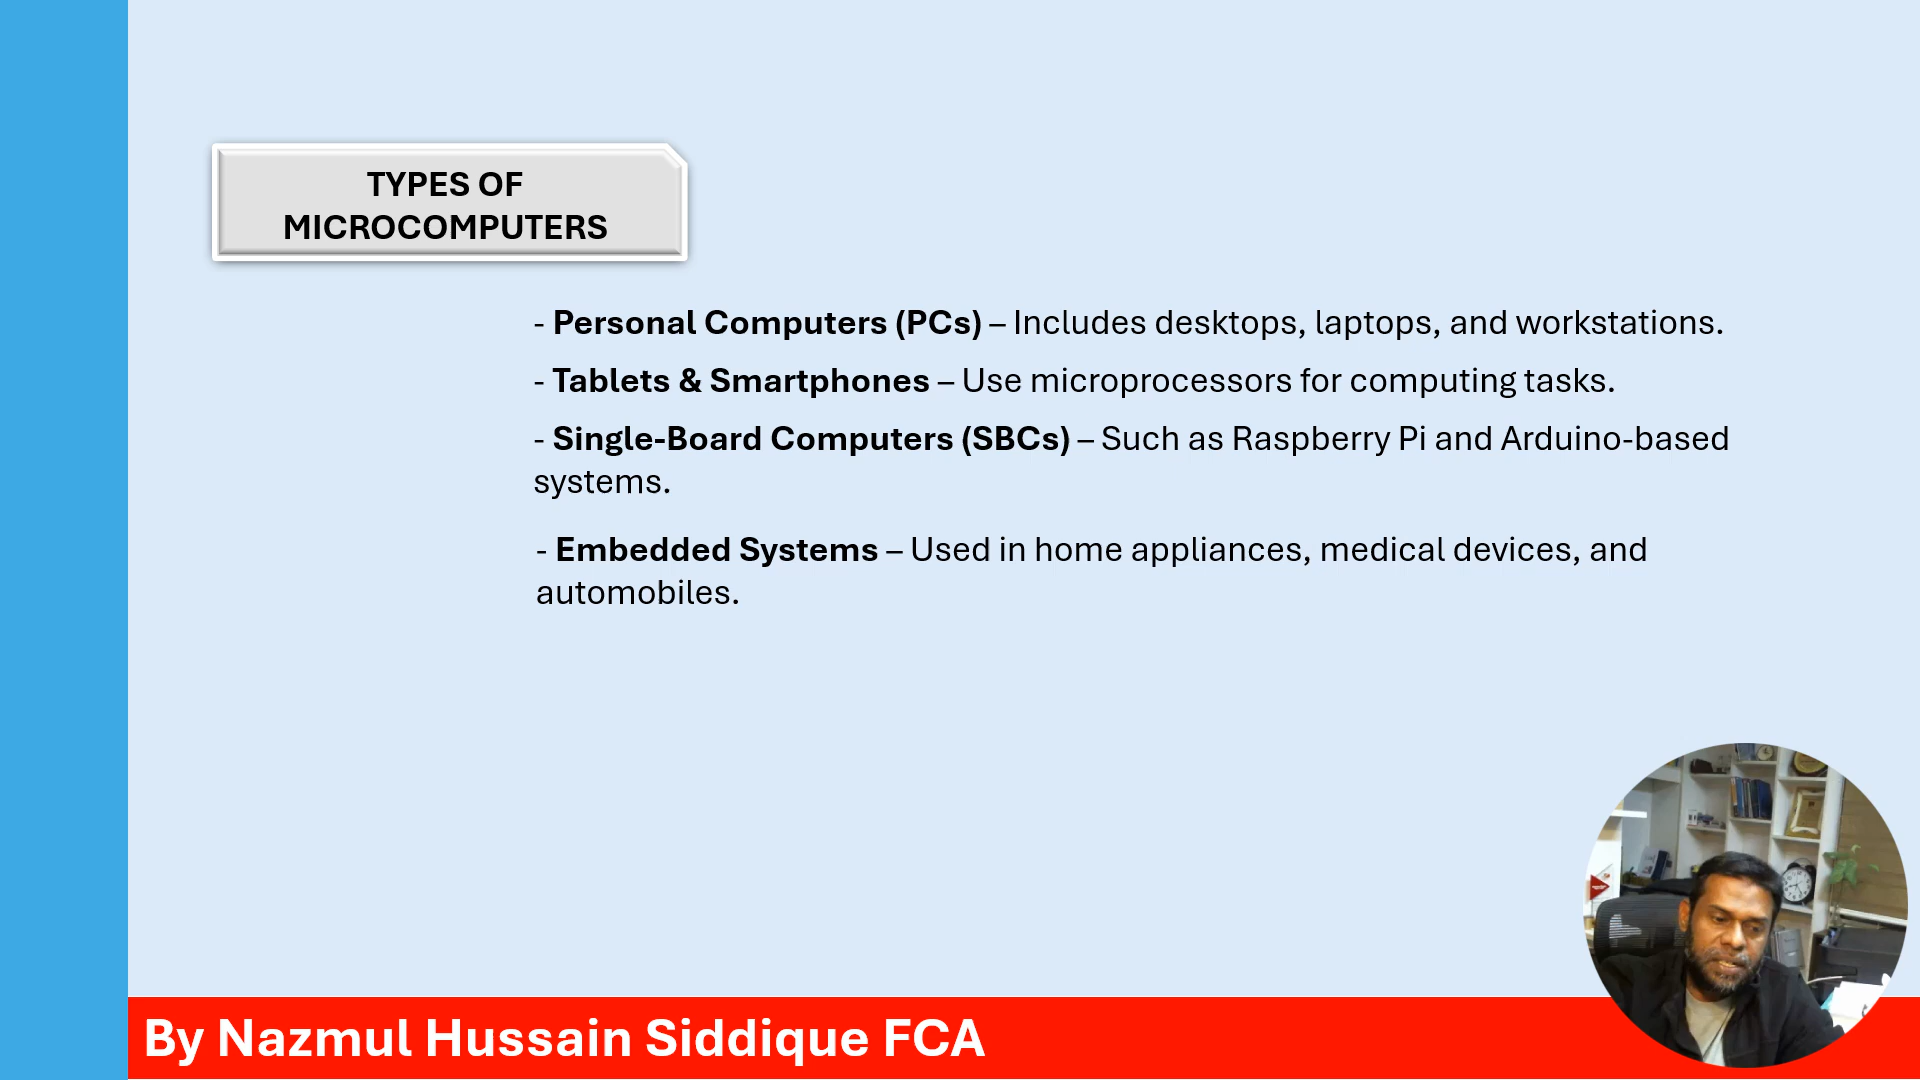 TYPES OF
MICROCOMPUTERS
- Personal Computers (PCs) – Includes desktops, laptops, and workstations.
- Tablets & Smartphones – Use microprocessors for computing tasks.
- Single-Board Computers (SBCs) – Such as Raspberry Pi and Arduino-based
systems.
- Embedded Systems – Used in home appliances, medical devices, and
automobiles.
By Nazmul Hussain Siddique FCA